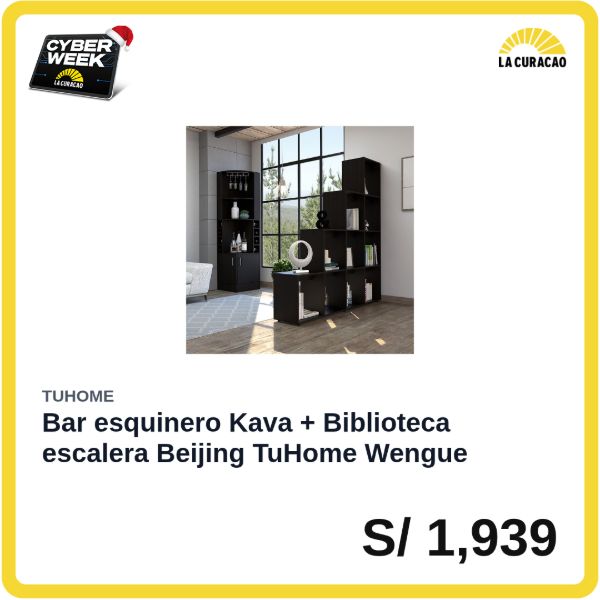 CYBER
WEEK
LA CURACAO
LA CURACAO
TUHOME
Bar esquinero Kava + Biblioteca
escalera Beijing TuHome Wengue
S/ 1,939